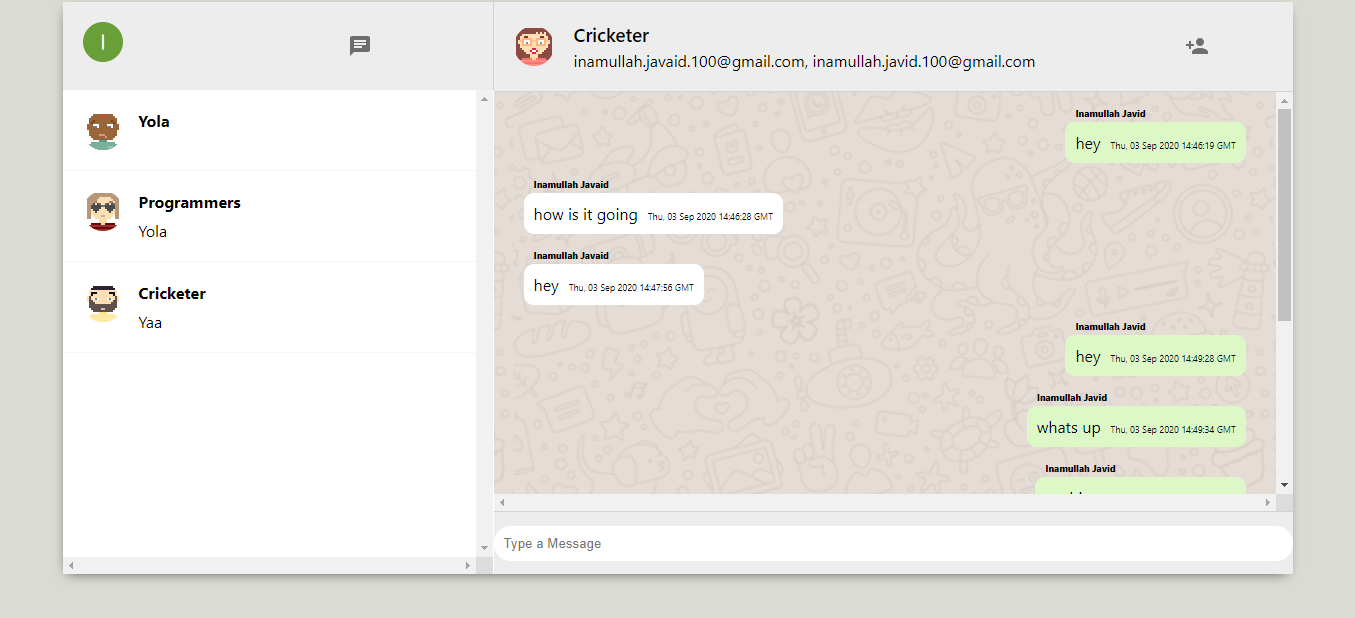 I
Yola
Programmers
Yola
Cricketer
Yaa
Cricketer
inamullah.javaid.100@gmail.com, inamullah.javid.100@gmail.com
Inamullah Javid
hey Thu, 03 Sep 2020 14:46:19 GMT
Inamullah Javaid
how is it going Thu, 03 Sep 2020 14:46:28 GMT
Inamullah Javaid
hey Thu, 03 Sep 2020 14:47:56 GMT
Inamullah Javid
hey Thu, 03 Sep 2020 14:49:28 GMT
Inamullah Javid
whats up Thu, 03 Sep 2020 14:49:34 GMT
Inamullah Javid
Type a Message